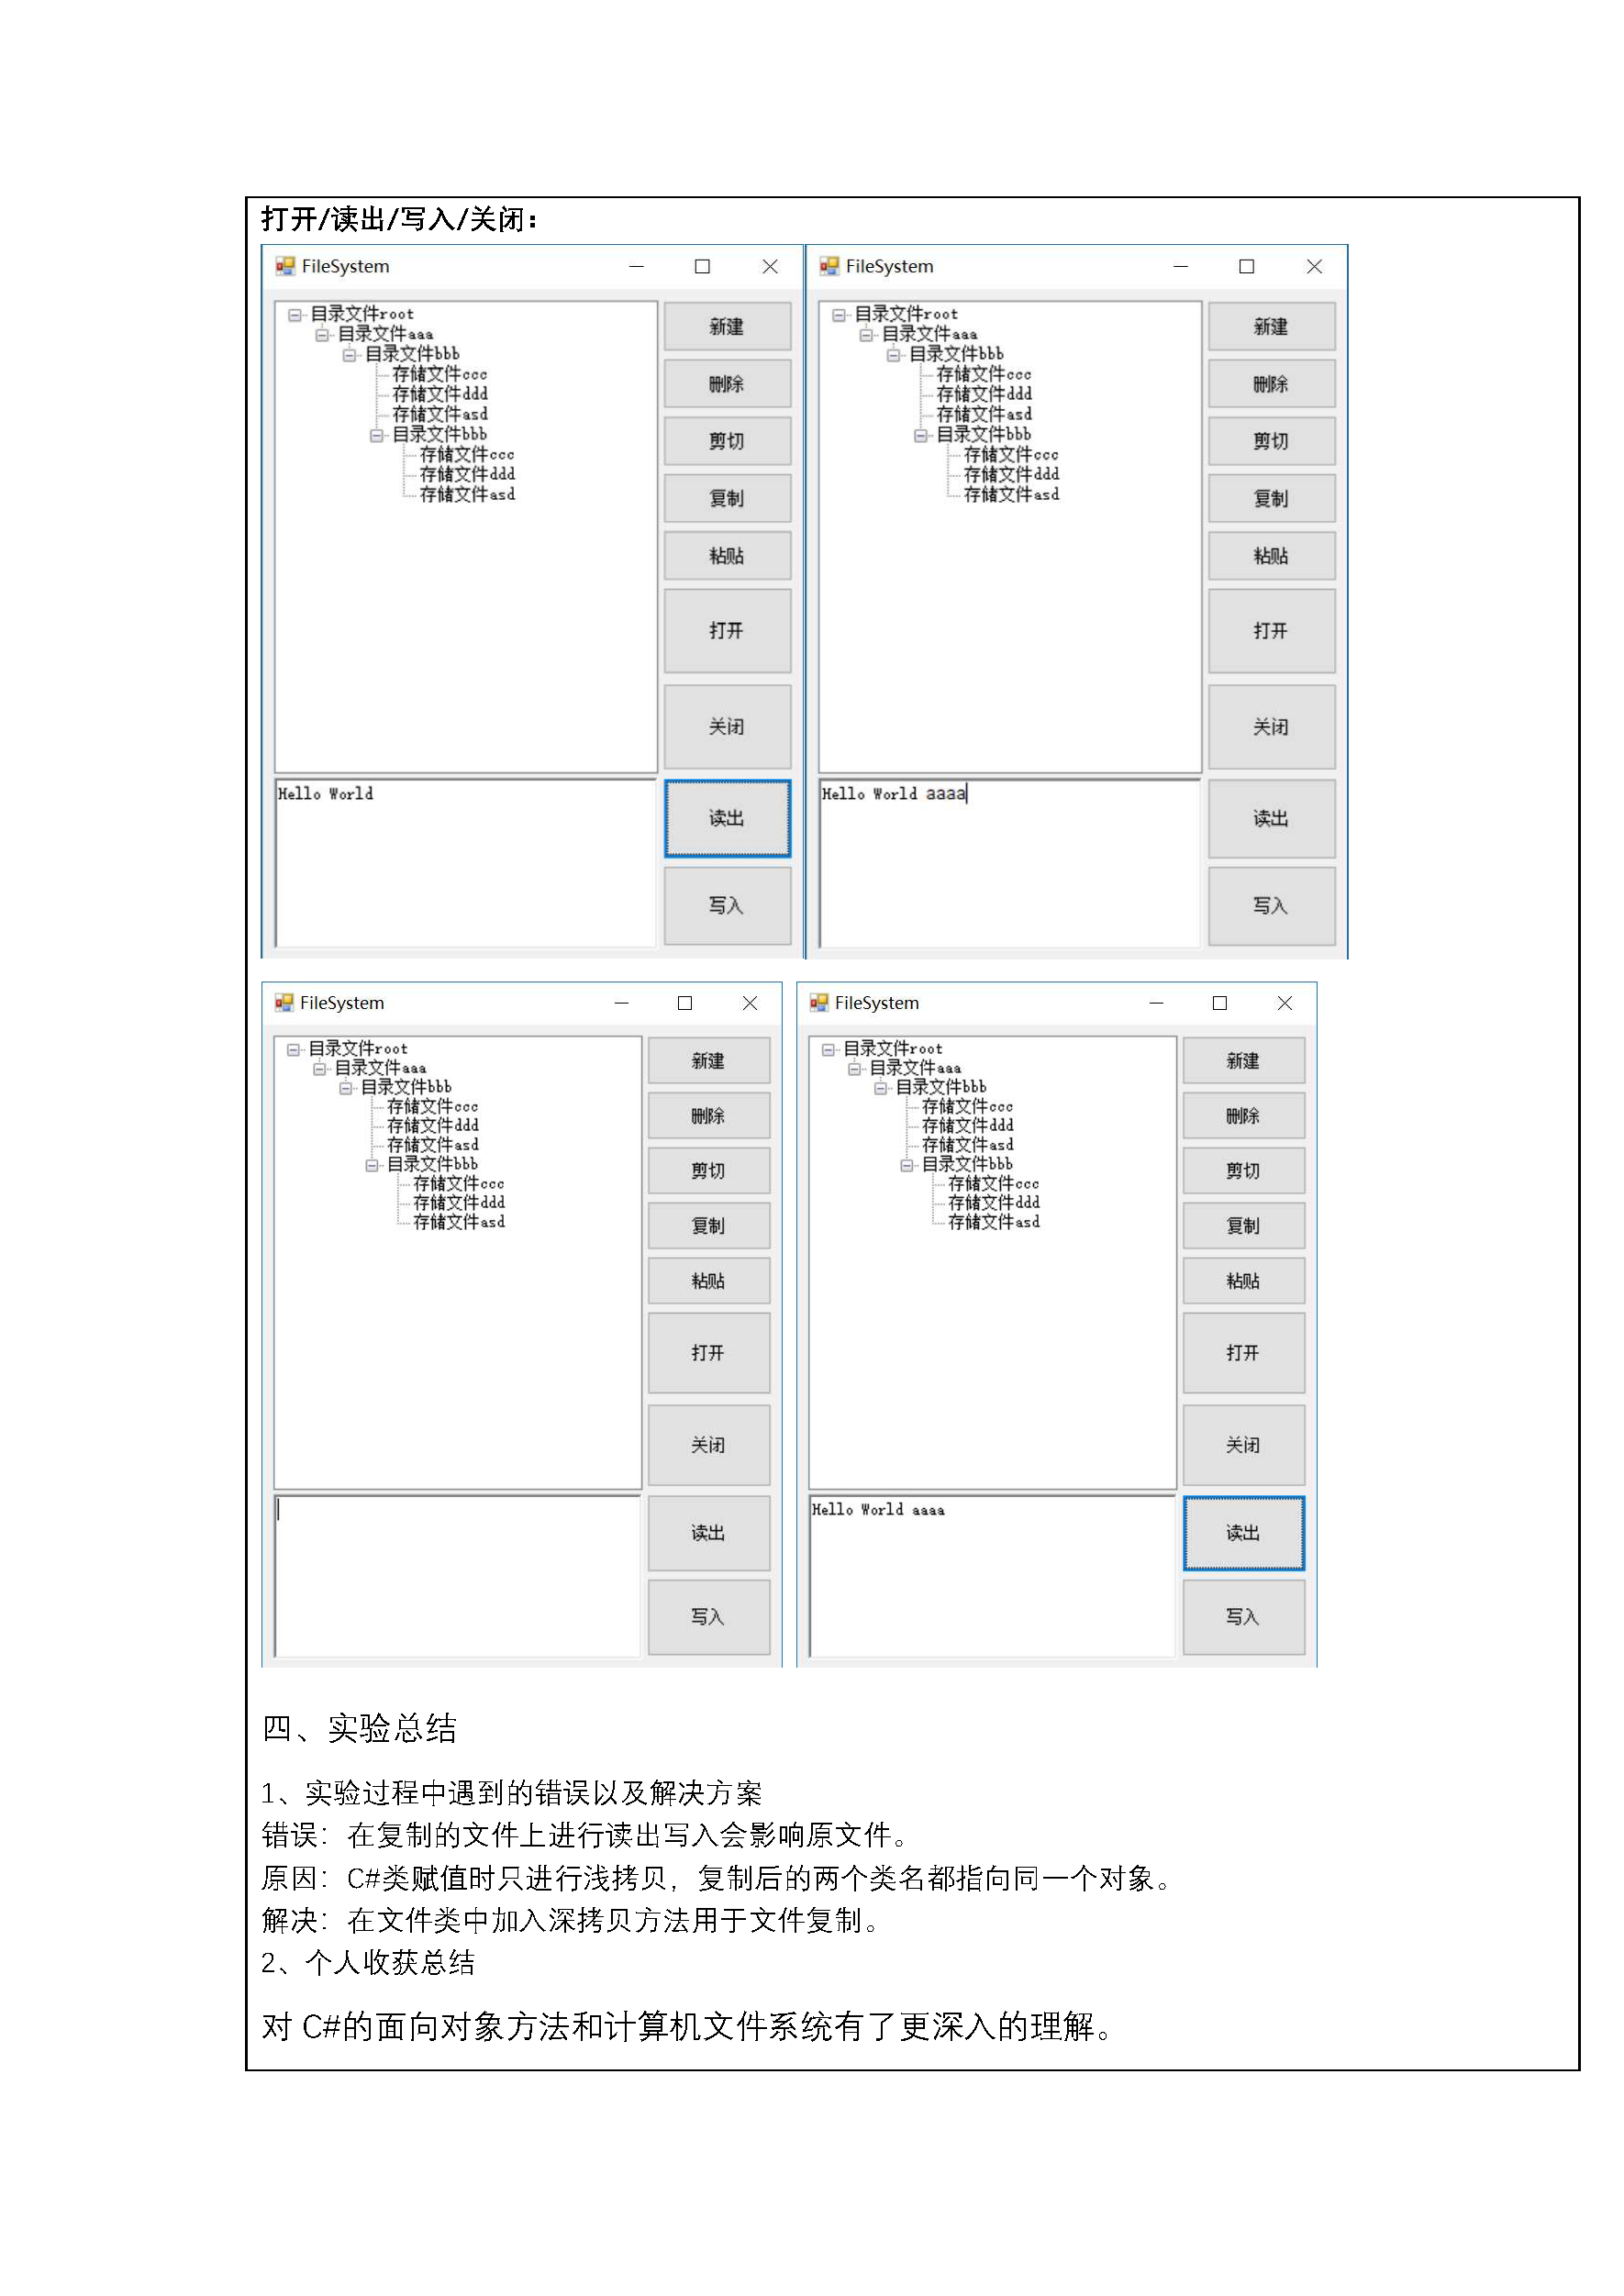 打开/读出/写入/关闭：
FileSystem
目录文件root
目录文件aaa
目录文件bbb
存储文件ccc
存储文件ddd
存储文件asd
目录文件bbb
存储文件ccc
存储文件ddd
存储文件asd
新建
删除
剪切
复制
粘贴
打开
关闭
读出
写入
Hello World
FileSystem
目录文件root
目录文件aaa
目录文件bbb
存储文件ccc
存储文件ddd
存储文件asd
目录文件bbb
存储文件ccc
存储文件ddd
存储文件asd
新建
删除
剪切
复制
粘贴
打开
关闭
读出
写入
Hello World aaaa
FileSystem
目录文件root
目录文件aaa
目录文件bbb
存储文件ccc
存储文件ddd
存储文件asd
目录文件bbb
存储文件ccc
存储文件ddd
存储文件asd
新建
删除
剪切
复制
粘贴
打开
关闭
读出
写入
FileSystem
目录文件root
目录文件aaa
目录文件bbb
存储文件ccc
存储文件ddd
存储文件asd
目录文件bbb
存储文件ccc
存储文件ddd
存储文件asd
新建
删除
剪切
复制
粘贴
打开
关闭
读出
写入
Hello World aaaa
四、实验总结
1、实验过程中遇到的错误以及解决方案
错误：在复制的文件上进行读出写入会影响原文件。
原因：C#类赋值时只进行浅拷贝，复制后的两个类名都指向同一个对象。
解决：在文件类中加入深拷贝方法用于文件复制。
2、个人收获总结
对 C#的面向对象方法和计算机文件系统有了更深入的理解。